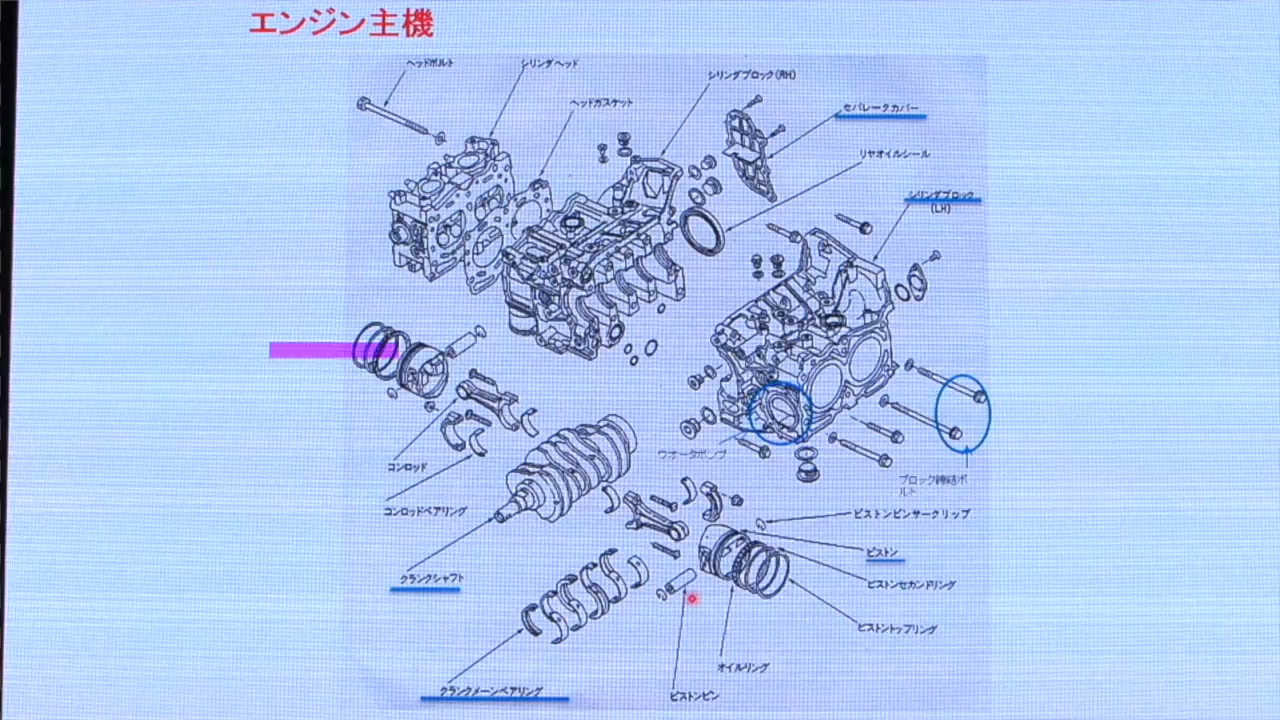 エンジン主機
ヘッドボルト
シリンダヘッド
ヘッドガスケット
シリンダブロック(RH)
セパレータカバー
リヤオイルシール
シリンダブロック
(LH)
ウオータポンプ
ブロック締結ボ
ルト
コンロッド
コンロッドベアリング
ピストンピンサークリップ
ピストン
クランクシャフト
ピストンセカンドリング
ピストントップリング
オイルリング
クランクメーンベアリング
ピストンピン